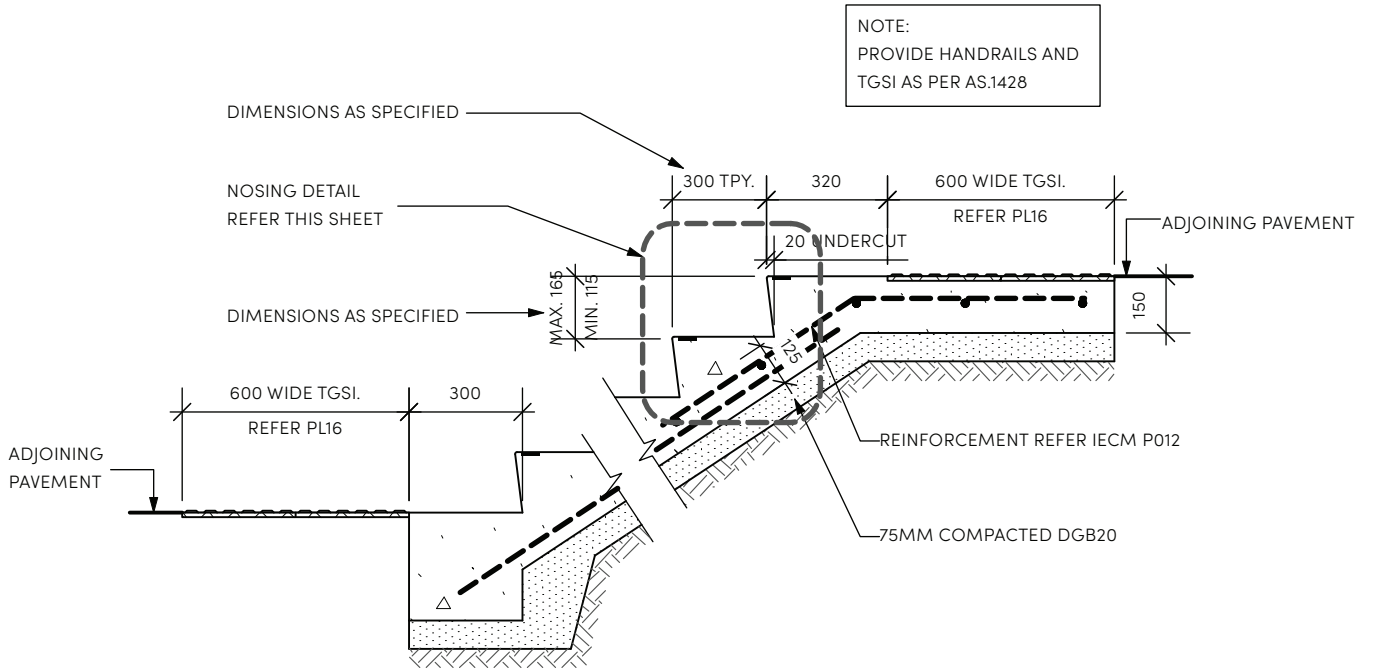 NOTE:
PROVIDE HANDRAILS AND
TGSI AS PER AS.1428
DIMENSIONS AS SPECIFIED
300 TPY.
320
600 WIDE TGSI.
REFER PL16
NOSING DETAIL
REFER THIS SHEET
ADJOINING PAVEMENT
20 UNDERCUT
MAX. 165
MIN. 115
150
DIMENSIONS AS SPECIFIED
125
600 WIDE TGSI.
REFER PL16
300
REINFORCEMENT REFER IECM P012
ADJOINING
PAVEMENT
75MM COMPACTED DGB20